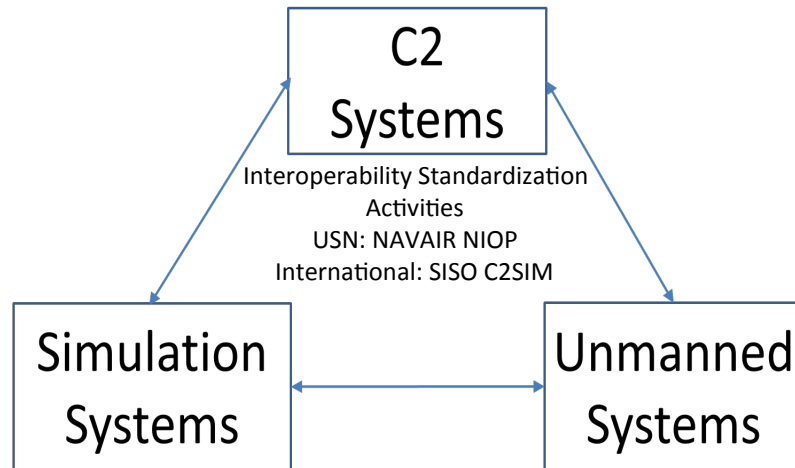 C2
Systems
Interoperability Standardization
Activities
USN: NAVAIR NIOP
International: SISO C2SIM
Simulation
Systems
Unmanned
Systems